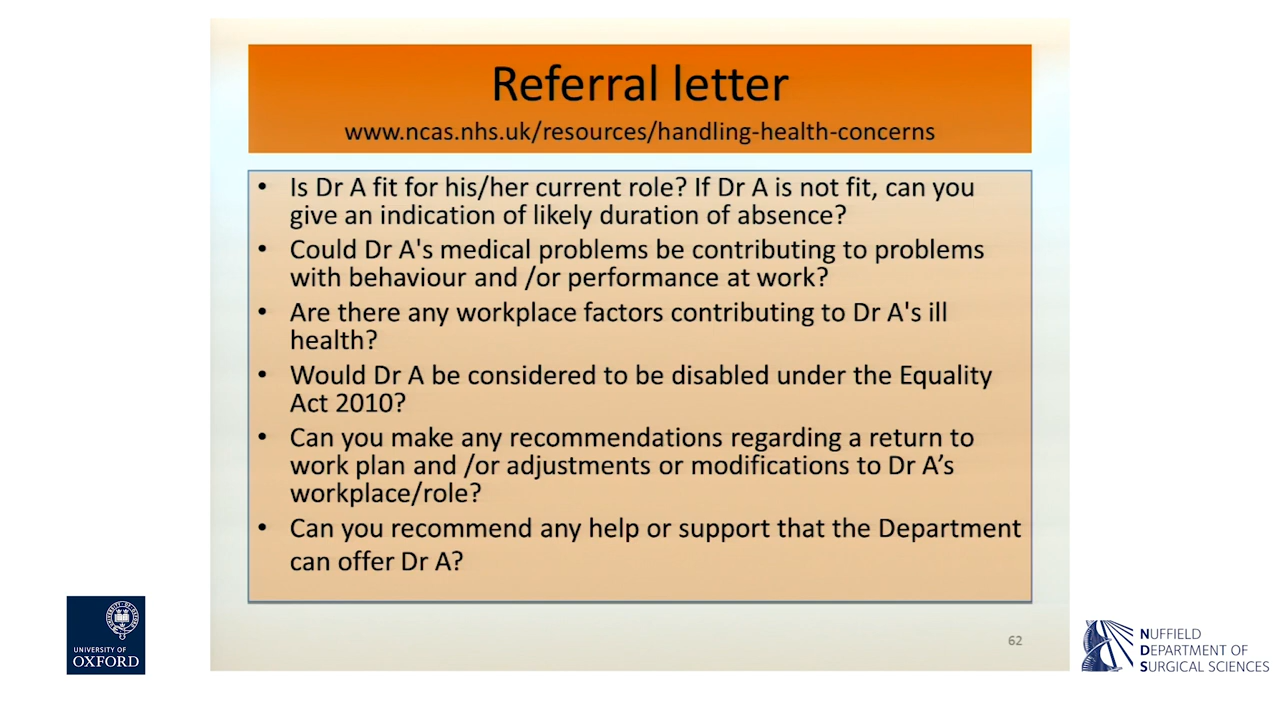 Referral letter
www.ncas.nhs.uk/resources/handling-health-concerns
• Is Dr A fit for his/her current role? If Dr A is not fit, can you
give an indication of likely duration of absence?
• Could Dr A's medical problems be contributing to problems
with behaviour and /or performance at work?
• Are there any workplace factors contributing to Dr A's ill
health?
• Would Dr A be considered to be disabled under the Equality
Act 2010?
• Can you make any recommendations regarding a return to
work plan and /or adjustments or modifications to Dr A’s
workplace/role?
• Can you recommend any help or support that the Department
can offer Dr A?
62
UNIVERSITY OF
OXFORD
NUFFIELD
DEPARTMENT OF
SURGICAL SCIENCES